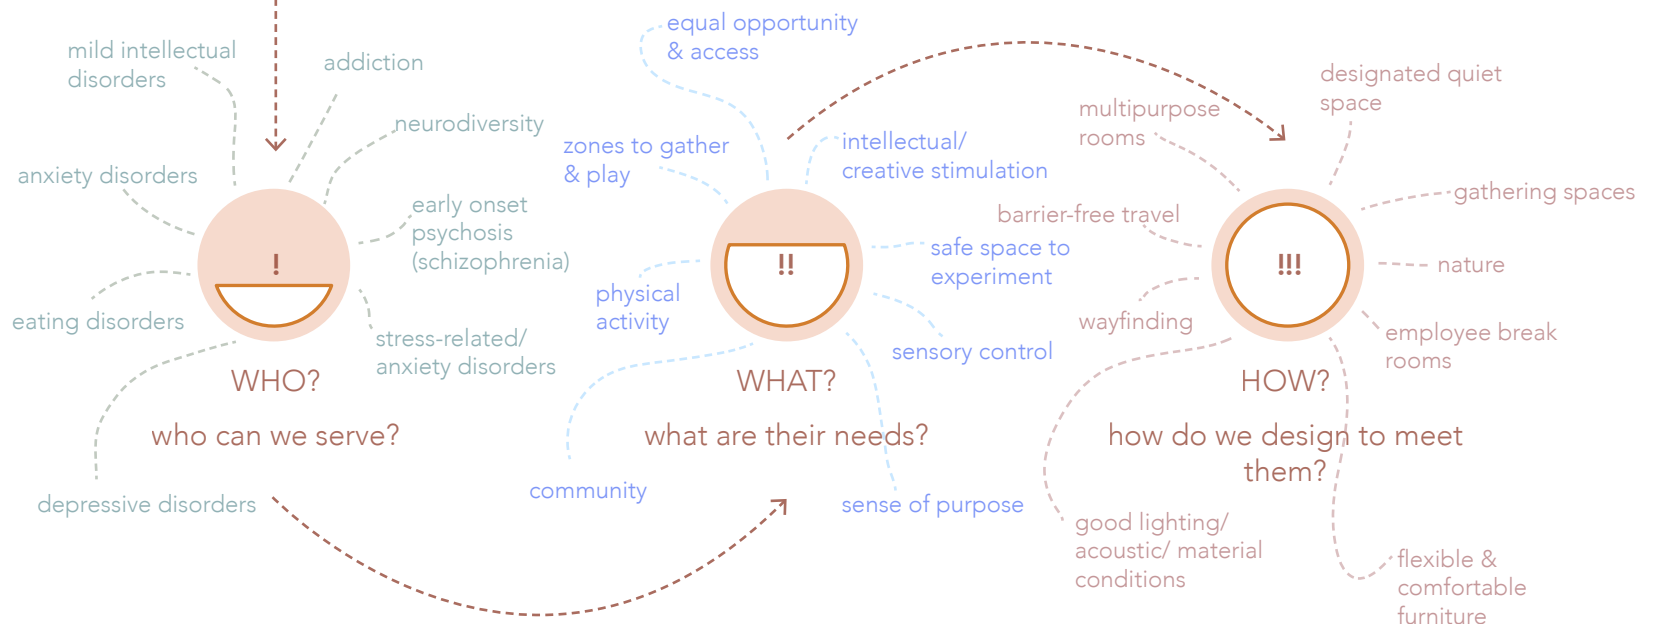 mild intellectual
disorders
addiction
neurodiversity
anxiety disorders
early onset
psychosis
(schizophrenia)
!
eating disorders
stress-related/
anxiety disorders
WHO?
who can we serve?
depressive disorders
equal opportunity
& access
zones to gather
& play
intellectual/
creative stimulation
safe space to
experiment
!!
physical
activity
sensory control
WHAT?
what are their needs?
community
sense of purpose
designated quiet
space
multipurpose
rooms
gathering spaces
barrier-free travel
!!!
nature
wayfinding
employee break
rooms
HOW?
how do we design to meet
them?
good lighting/
acoustic/ material
conditions
flexible &
comfortable
furniture